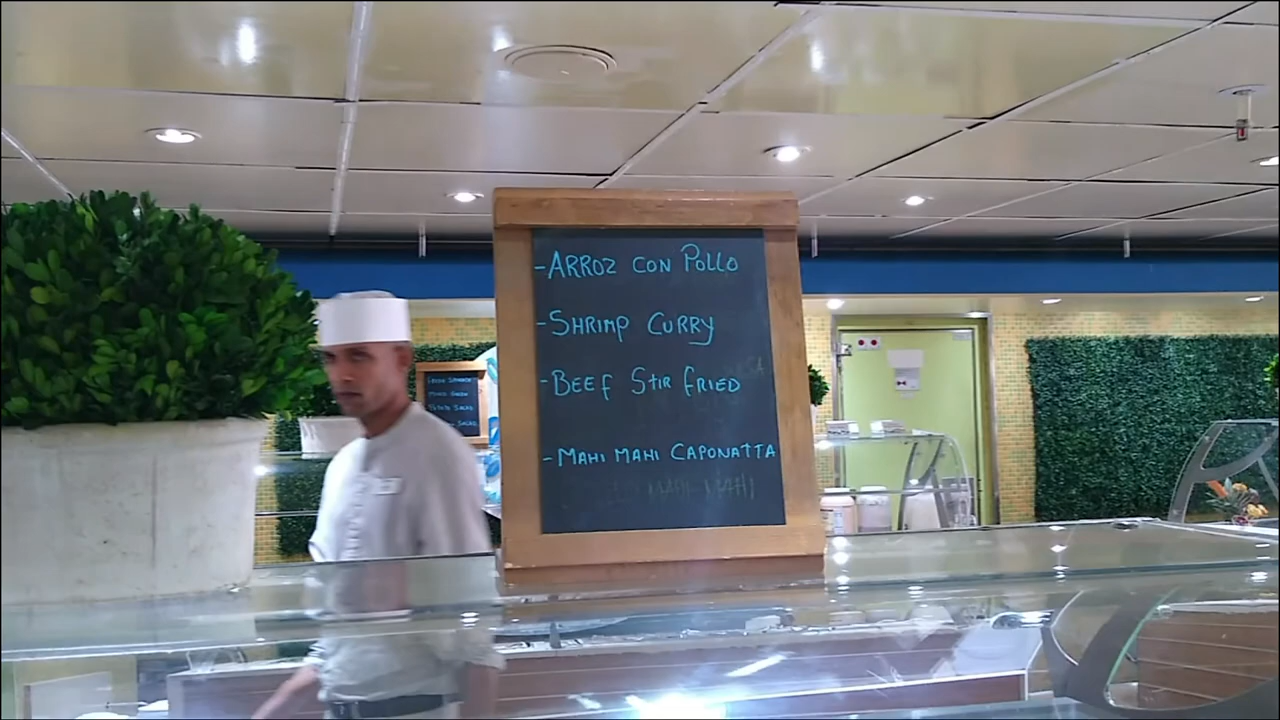 -ARROZ CON POLLO
-SHRIMP CURRY
-BEEF STIR FRIED
-MAHI MAHI CAPONATTA